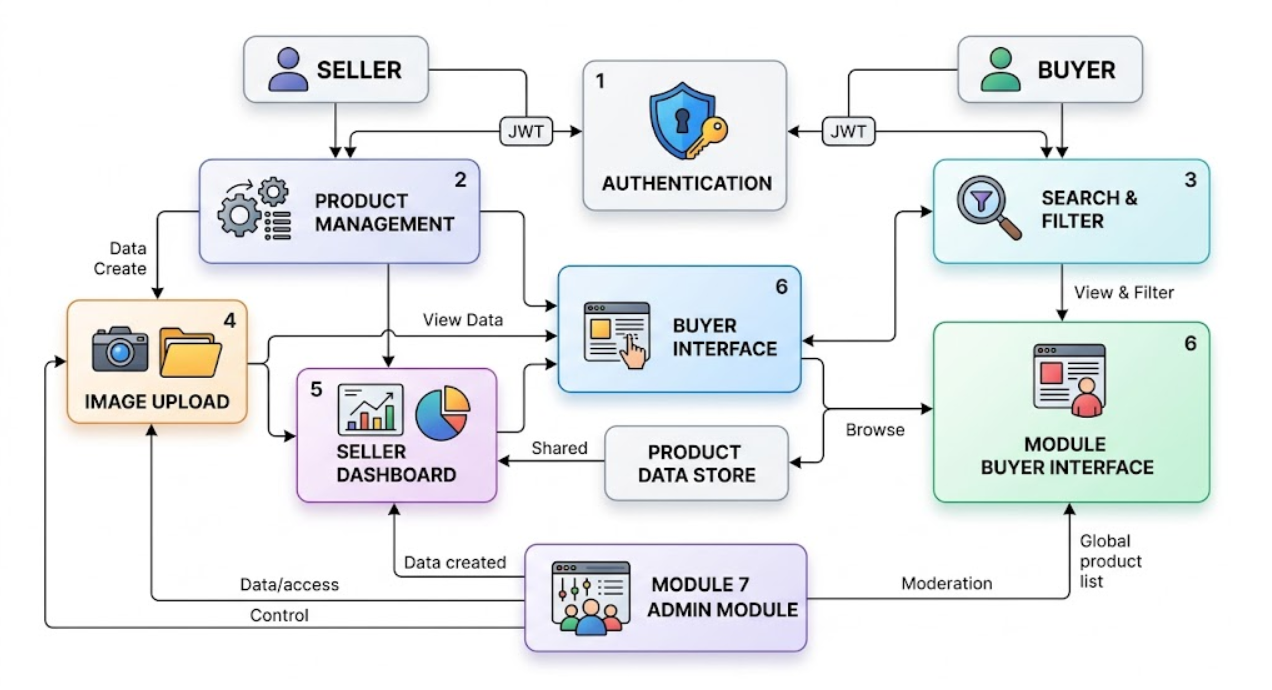 SELLER
BUYER
1
JWT
JWT
AUTHENTICATION
2
PRODUCT
MANAGEMENT
3
SEARCH &
FILTER
Data
Create
4
IMAGE UPLOAD
View Data
6
BUYER
INTERFACE
View & Filter
6
MODULE
BUYER INTERFACE
5
SELLER
DASHBOARD
Shared
PRODUCT
DATA STORE
Browse
Data created
Data/access
Control
MODULE 7
ADMIN MODULE
Moderation
Global
product
list